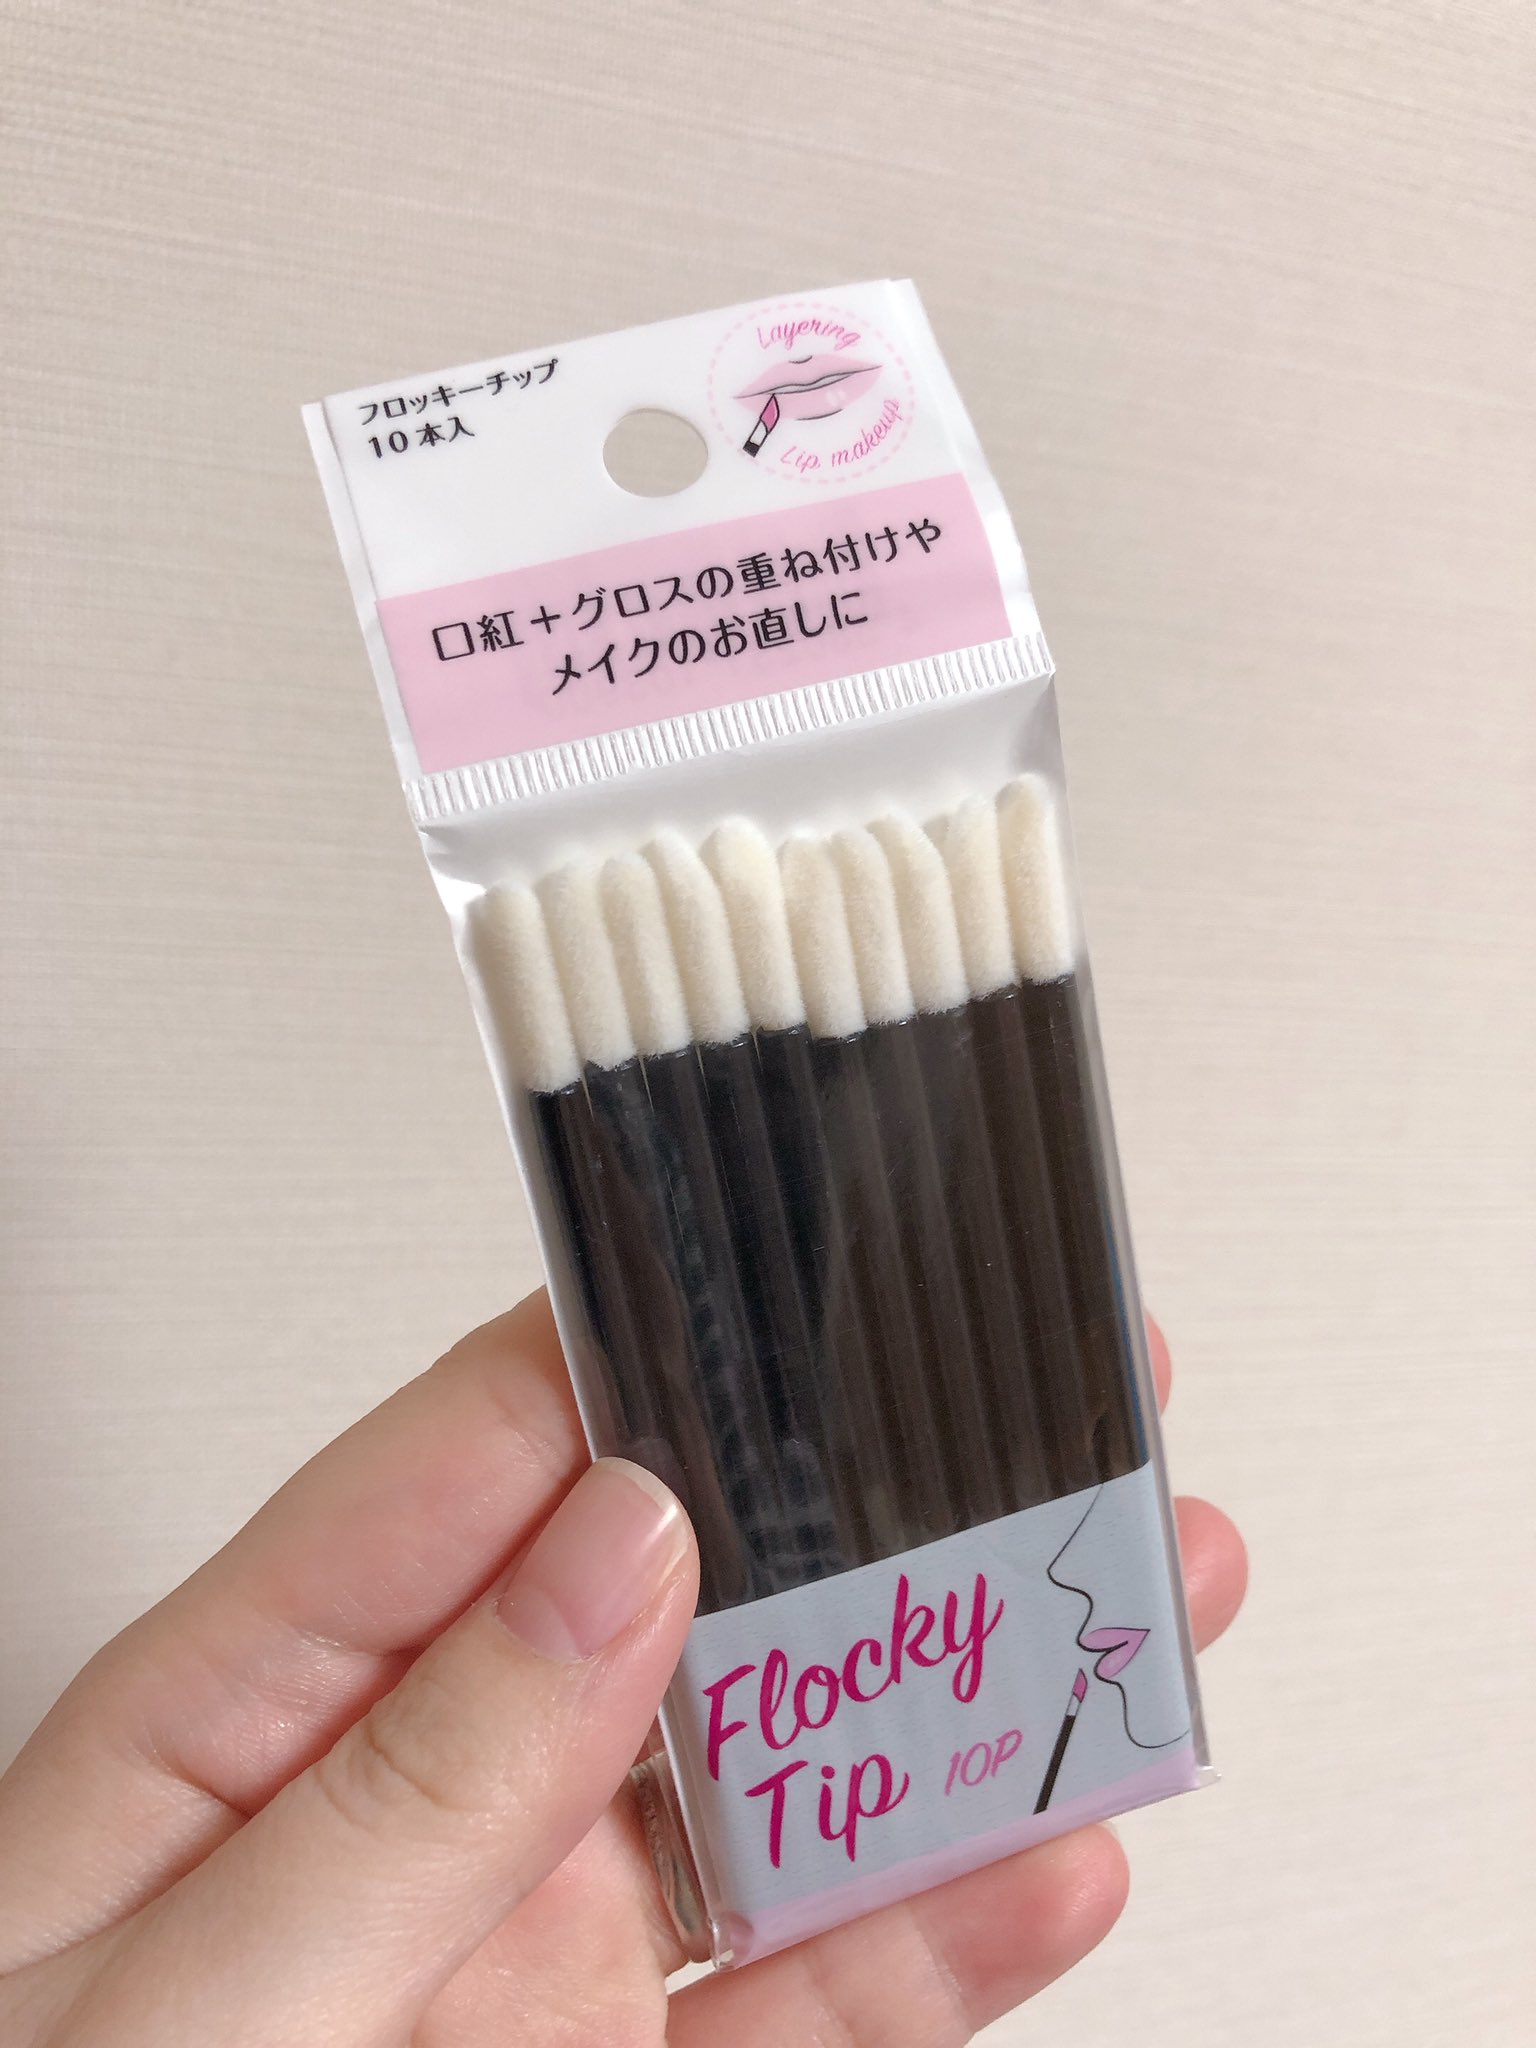 フロッキーチップ
10本入
Layering
Lip makeup
口紅+グロスの重ね付けや
メイクのお直しに
Flocky
Tip 10P